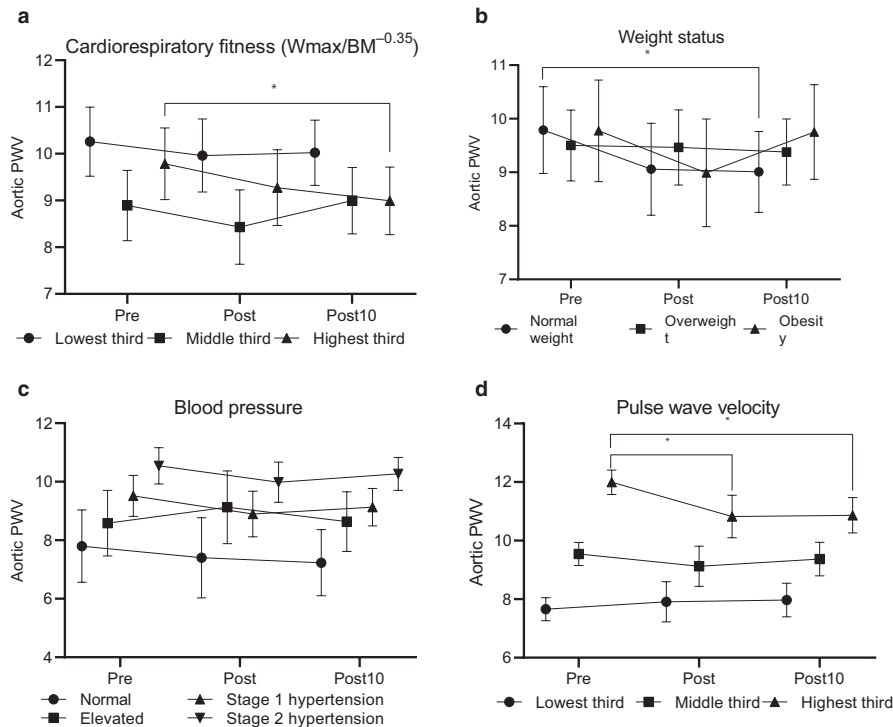 a
Cardiorespiratory fitness (Wmax/BM−0.35)
12
11
10
9
8
7
Aortic PWV
*
Pre Post Post10
Lowest third Middle third Highest third
b
Weight status
11
10
9
8
7
Aortic PWV
*
Pre Post Post10
Normal Overweigh Obesit
weight t y
c
Blood pressure
12
10
8
6
4
Aortic PWV
Pre Post Post10
Normal Stage 1 hypertension
Elevated Stage 2 hypertension
d
Pulse wave velocity
14
12
10
8
6
Aortic PWV
*
*
Pre Post Post10
Lowest third Middle third Highest third